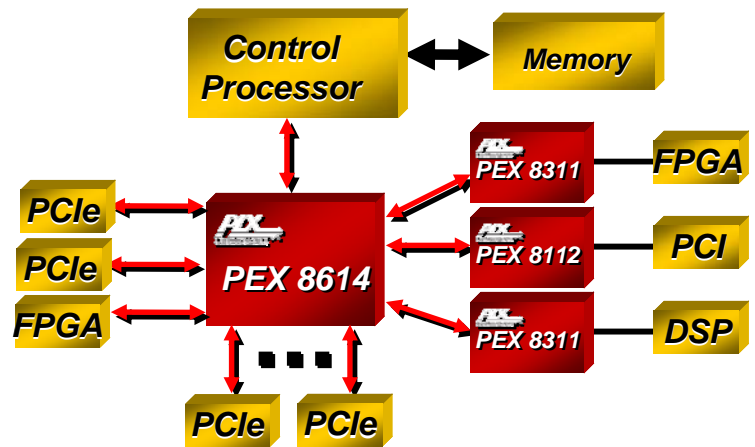 Control
Processor
Memory
PEX 8311
FPGA
PCIe
PCIe
FPGA
PEX 8614
PEX 8112
PCI
PEX 8311
DSP
PCIe
PCIe